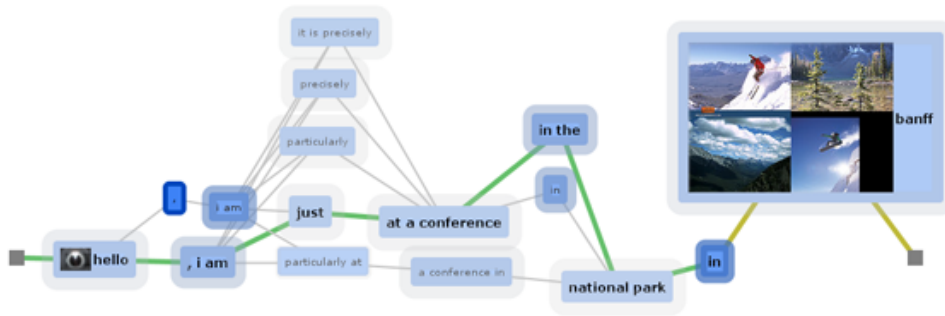 it is precisely
precisely
particularly
in the
banff
,
i am
just
in
at a conference
hello
, i am
particularly at
a conference in
national park
in